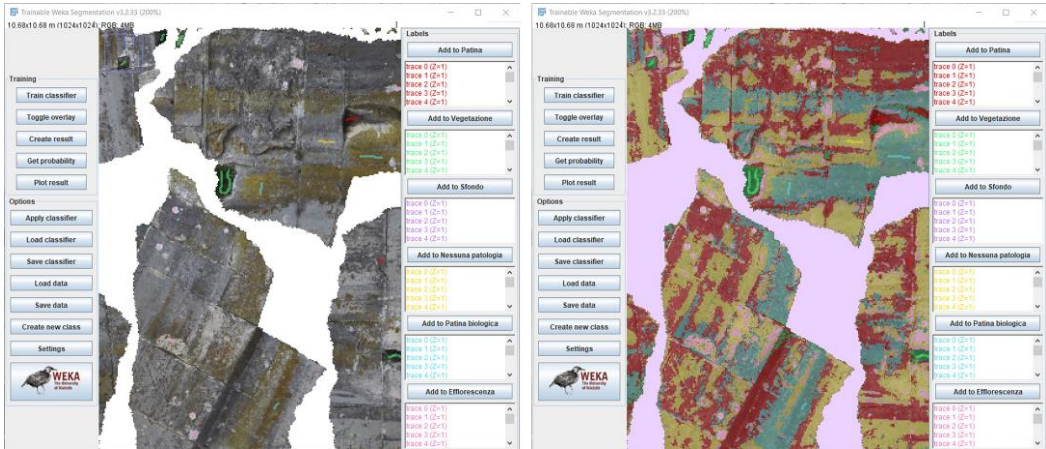 Trainable Weka Segmentation v3.2.33 (200%)
10.68x10.68 m (1024x1024); RGB; 4MB
Training
Train classifier
Toggle overlay
Create result
Get probability
Plot result
Options
Apply classifier
Load classifier
Save classifier
Load data
Save data
Create new class
Settings
WEKA
The University
of Waikato
Labels
Add to Patina
trace 0 (Z=1)
trace 1 (Z=1)
trace 2 (Z=1)
trace 3 (Z=1)
trace 4 (Z=1)
Add to Vegetazione
trace 0 (Z=1)
trace 1 (Z=1)
trace 2 (Z=1)
trace 3 (Z=1)
trace 4 (Z=1)
Add to Sfondo
trace 0 (Z=1)
trace 1 (Z=1)
trace 2 (Z=1)
trace 3 (Z=1)
trace 4 (Z=1)
Add to Nessuna patologia
trace 0 (Z=1)
trace 1 (Z=1)
trace 2 (Z=1)
trace 3 (Z=1)
trace 4 (Z=1)
Add to Patina biologica
trace 0 (Z=1)
trace 1 (Z=1)
trace 2 (Z=1)
trace 3 (Z=1)
trace 4 (Z=1)
Add to Efflorescenza
trace 0 (Z=1)
trace 1 (Z=1)
trace 2 (Z=1)
trace 3 (Z=1)
trace 4 (Z=1)
Trainable Weka Segmentation v3.2.33 (200%)
10.68x10.68 m (1024x1024); RGB; 4MB
Training
Train classifier
Toggle overlay
Create result
Get probability
Plot result
Options
Apply classifier
Load classifier
Save classifier
Load data
Save data
Create new class
Settings
WEKA
The University
of Waikato
Labels
Add to Patina
trace 0 (Z=1)
trace 1 (Z=1)
trace 2 (Z=1)
trace 3 (Z=1)
trace 4 (Z=1)
Add to Vegetazione
trace 0 (Z=1)
trace 1 (Z=1)
trace 2 (Z=1)
trace 3 (Z=1)
trace 4 (Z=1)
Add to Sfondo
trace 0 (Z=1)
trace 1 (Z=1)
trace 2 (Z=1)
trace 3 (Z=1)
trace 4 (Z=1)
Add to Nessuna patologia
trace 0 (Z=1)
trace 1 (Z=1)
trace 2 (Z=1)
trace 3 (Z=1)
trace 4 (Z=1)
Add to Patina biologica
trace 0 (Z=1)
trace 1 (Z=1)
trace 2 (Z=1)
trace 3 (Z=1)
trace 4 (Z=1)
Add to Efflorescenza
trace 0 (Z=1)
trace 1 (Z=1)
trace 2 (Z=1)
trace 3 (Z=1)
trace 4 (Z=1)